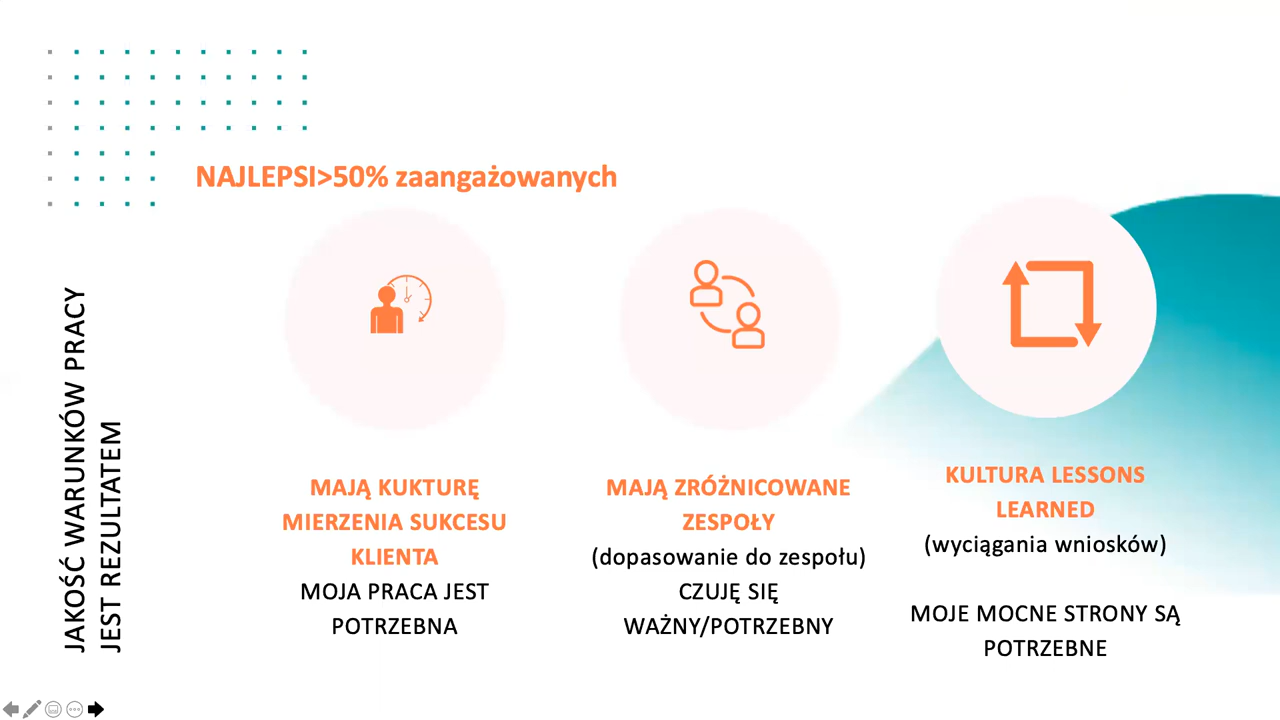 NAJLEPSI>50% zaangażowanych
JAKOŚĆ WARUNKÓW PRACY
JEST REZULTATEM
MAJĄ KUKTURĘ
MIERZENIA SUKCESU
KLIENTA
MOJA PRACA JEST
POTRZEBNA
MAJĄ ZRÓŻNICOWANE
ZESPOŁY
(dopasowanie do zespołu)
CZUJĘ SIĘ
WAŻNY/POTRZEBNY
KULTURA LESSONS
LEARNED
(wyciągania wniosków)
MOJE MOCNE STRONY SĄ
POTRZEBNE